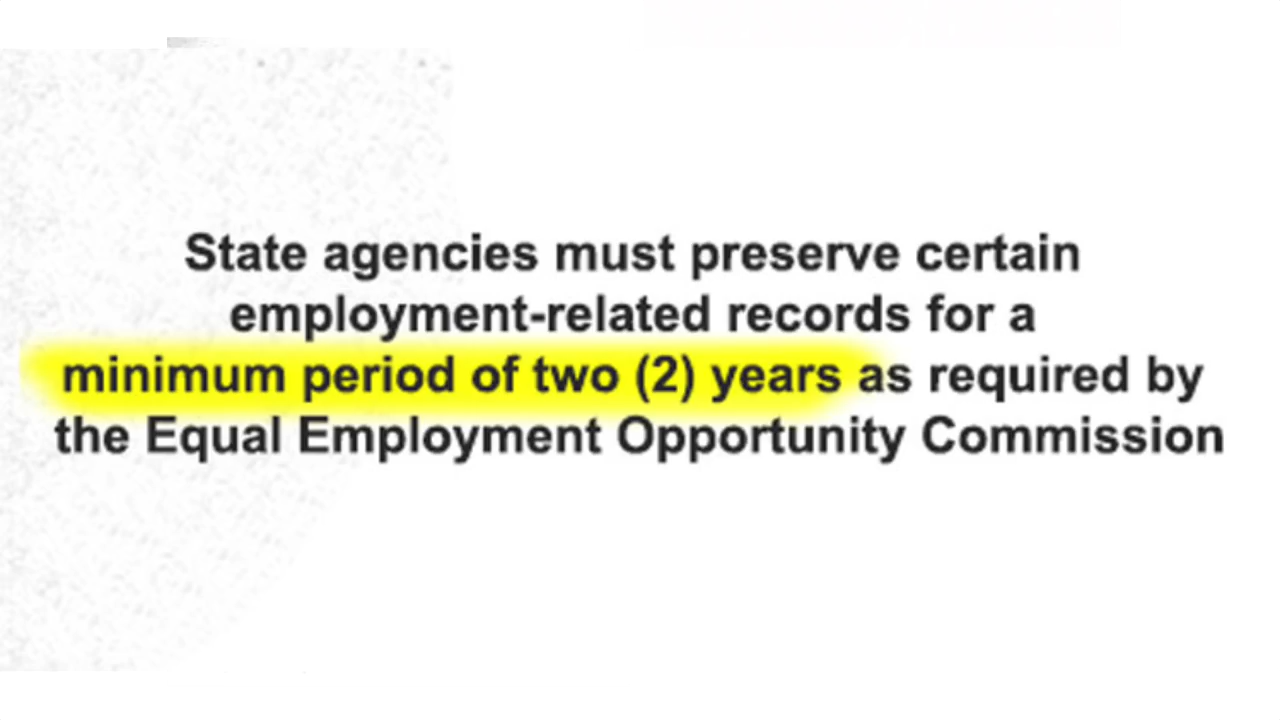 State agencies must preserve certain
employment-related records for a
minimum period of two (2) years as required by
the Equal Employment Opportunity Commission